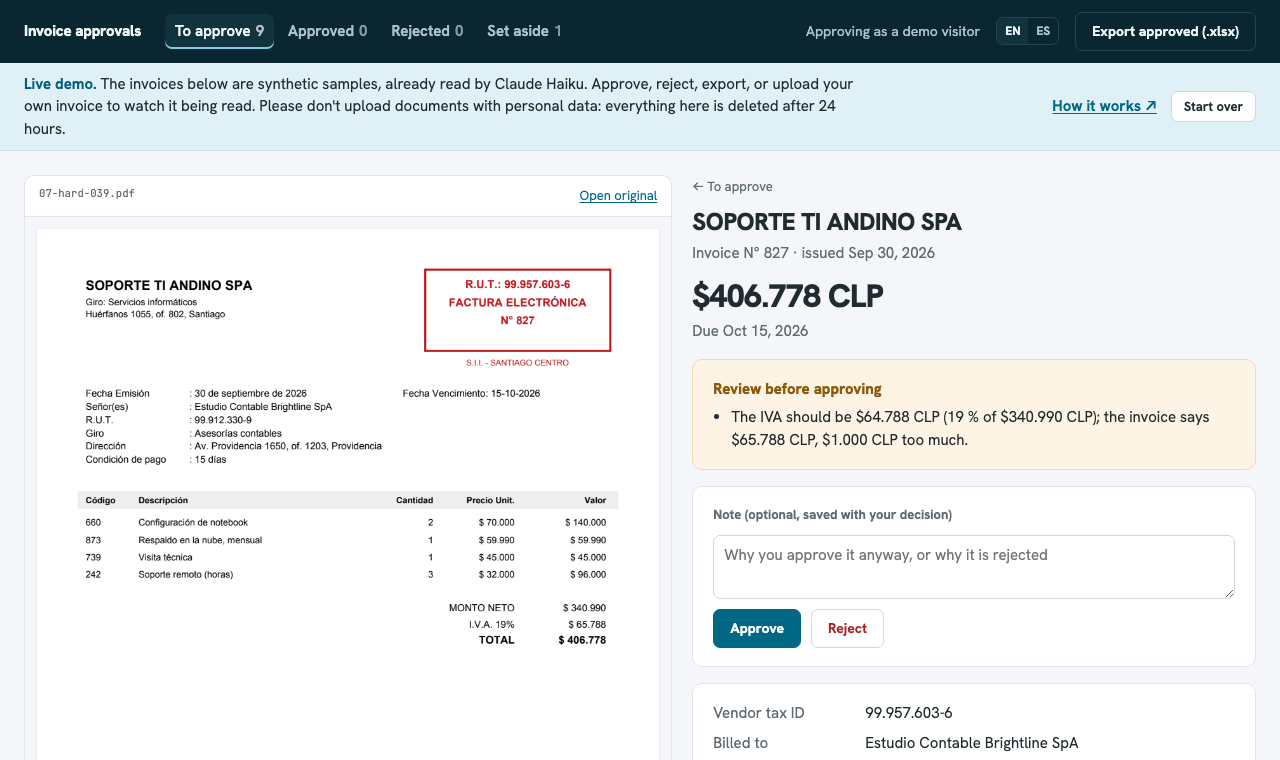 Invoice approvals To approve 9 Approved 0 Rejected 0 Set aside 1 Approving as a demo visitor EN ES Export approved (.xlsx)
Live demo. The invoices below are synthetic samples, already read by Claude Haiku. Approve, reject, export, or upload your
own invoice to watch it being read. Please don't upload documents with personal data: everything here is deleted after 24
hours.
How it works ↗ Start over
07-hard-039.pdf Open original
SOPORTE TI ANDINO SPA
Giro: Servicios informáticos
Huérfanos 1055, of. 802, Santiago
R.U.T.: 99.957.603-6
FACTURA ELECTRÓNICA
N° 827
S.I.I. - SANTIAGO CENTRO
Fecha Emisión : 30 de septiembre de 2026 Fecha Vencimiento: 15-10-2026
Señor(es) : Estudio Contable Brightline SpA
R.U.T. : 99.912.330-9
Giro : Asesorías contables
Dirección : Av. Providencia 1650, of. 1203, Providencia
Condición de pago : 15 días
Código Descripción Cantidad Precio Unit. Valor
660 Configuración de notebook 2 $ 70.000 $ 140.000
873 Respaldo en la nube, mensual 1 $ 59.990 $ 59.990
739 Visita técnica 1 $ 45.000 $ 45.000
242 Soporte remoto (horas) 3 $ 32.000 $ 96.000
MONTO NETO $ 340.990
I.V.A. 19% $ 65.788
TOTAL $ 406.778
← To approve
SOPORTE TI ANDINO SPA
Invoice N° 827 · issued Sep 30, 2026
$406.778 CLP
Due Oct 15, 2026
Review before approving
• The IVA should be $64.788 CLP (19 % of $340.990 CLP); the invoice says
$65.788 CLP, $1.000 CLP too much.
Note (optional, saved with your decision)
Why you approve it anyway, or why it is rejected
Approve Reject
Vendor tax ID 99.957.603-6
Billed to Estudio Contable Brightline SpA